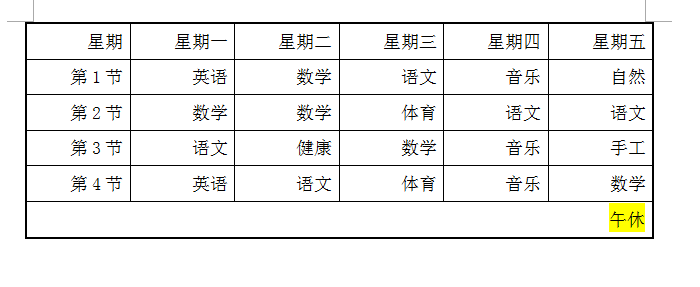 星期 星期一 星期二 星期三 星期四 星期五
第1节 英语 数学 语文 音乐 自然
第2节 数学 数学 体育 语文 语文
第3节 语文 健康 数学 音乐 手工
第4节 英语 语文 体育 音乐 数学
午休